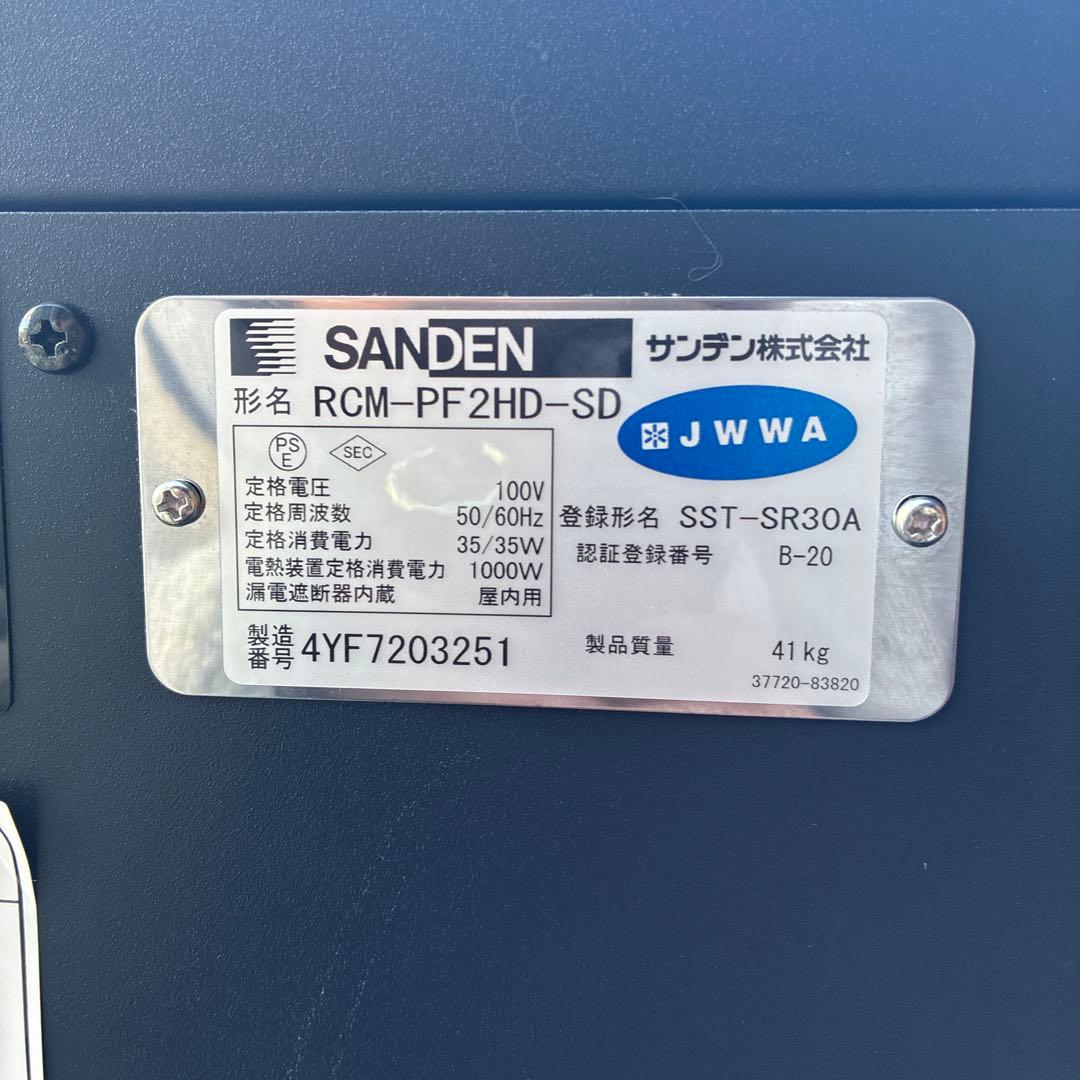 SANDEN サンデン株式会社
形名 RCM-PF2HD-SD
JWWA
PSE SEC
定格電圧 100V
定格周波数 50/60Hz
定格消費電力 35/35W
電熱装置定格消費電力 1000W
漏電遮断器内蔵 屋内用
登録形名 SST-SR30A
認証登録番号 B-20
製造番号 4YF7203251
製品質量 41kg
37720-83820